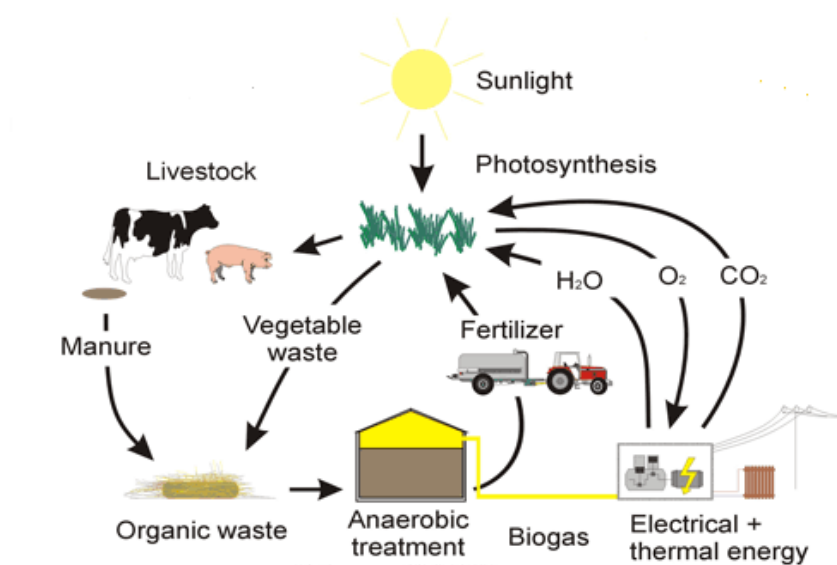 Sunlight
Photosynthesis
Livestock
H₂O
O₂
CO₂
Manure
Vegetable
waste
Fertilizer
Organic waste
Anaerobic
treatment
Biogas
Electrical +
thermal energy